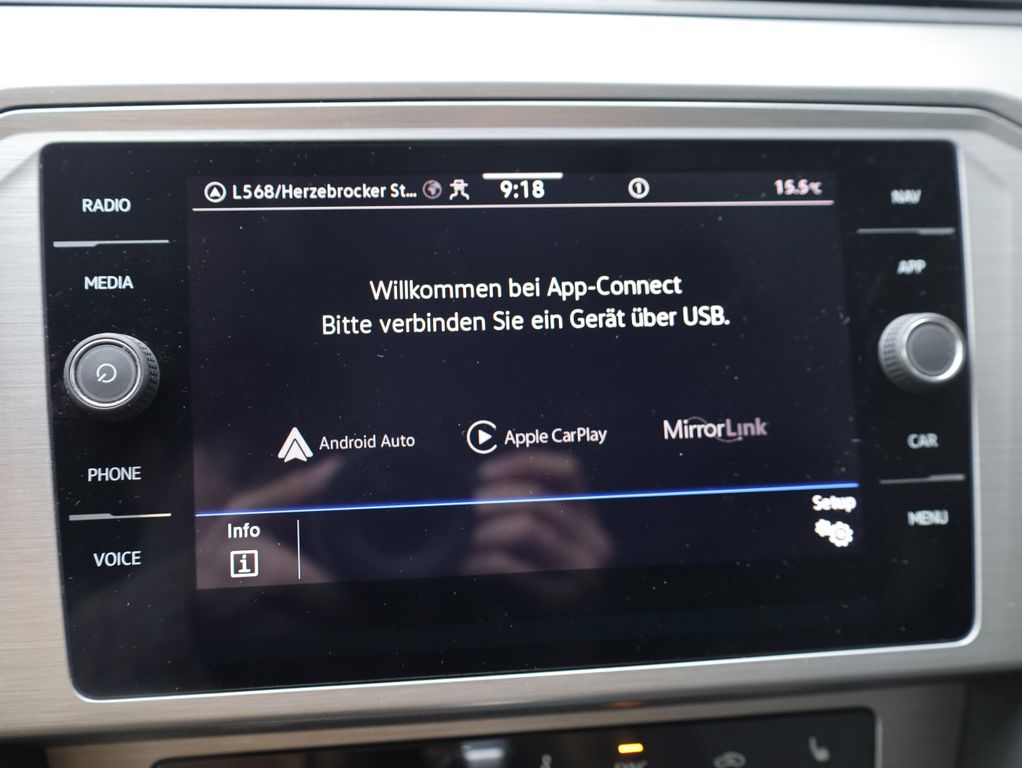 L568/Herzebrocker St...
9:18
1
15.5°C
RADIO
MEDIA
PHONE
VOICE
NAV
APP
CAR
MENU
Willkommen bei App-Connect
Bitte verbinden Sie ein Gerät über USB.
Android Auto
Apple CarPlay
MirrorLink
Info
i
Setup